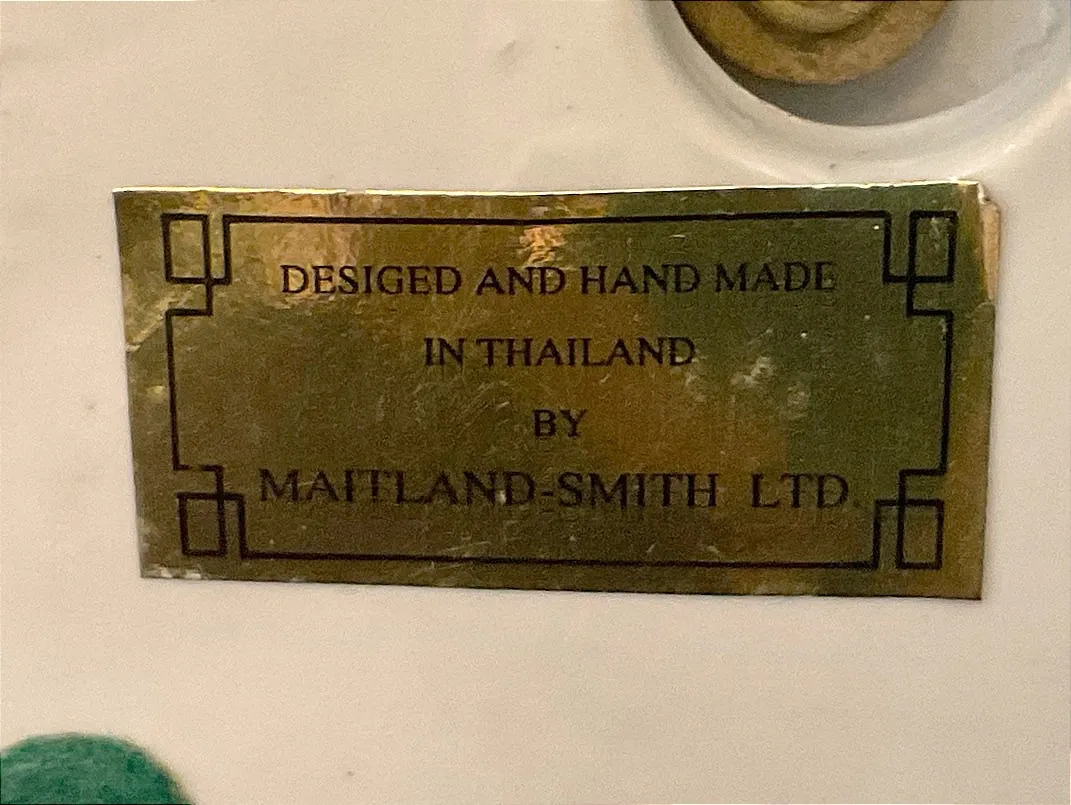 DESIGED AND HAND MADE
IN THAILAND
BY
MAITLAND-SMITH LTD.